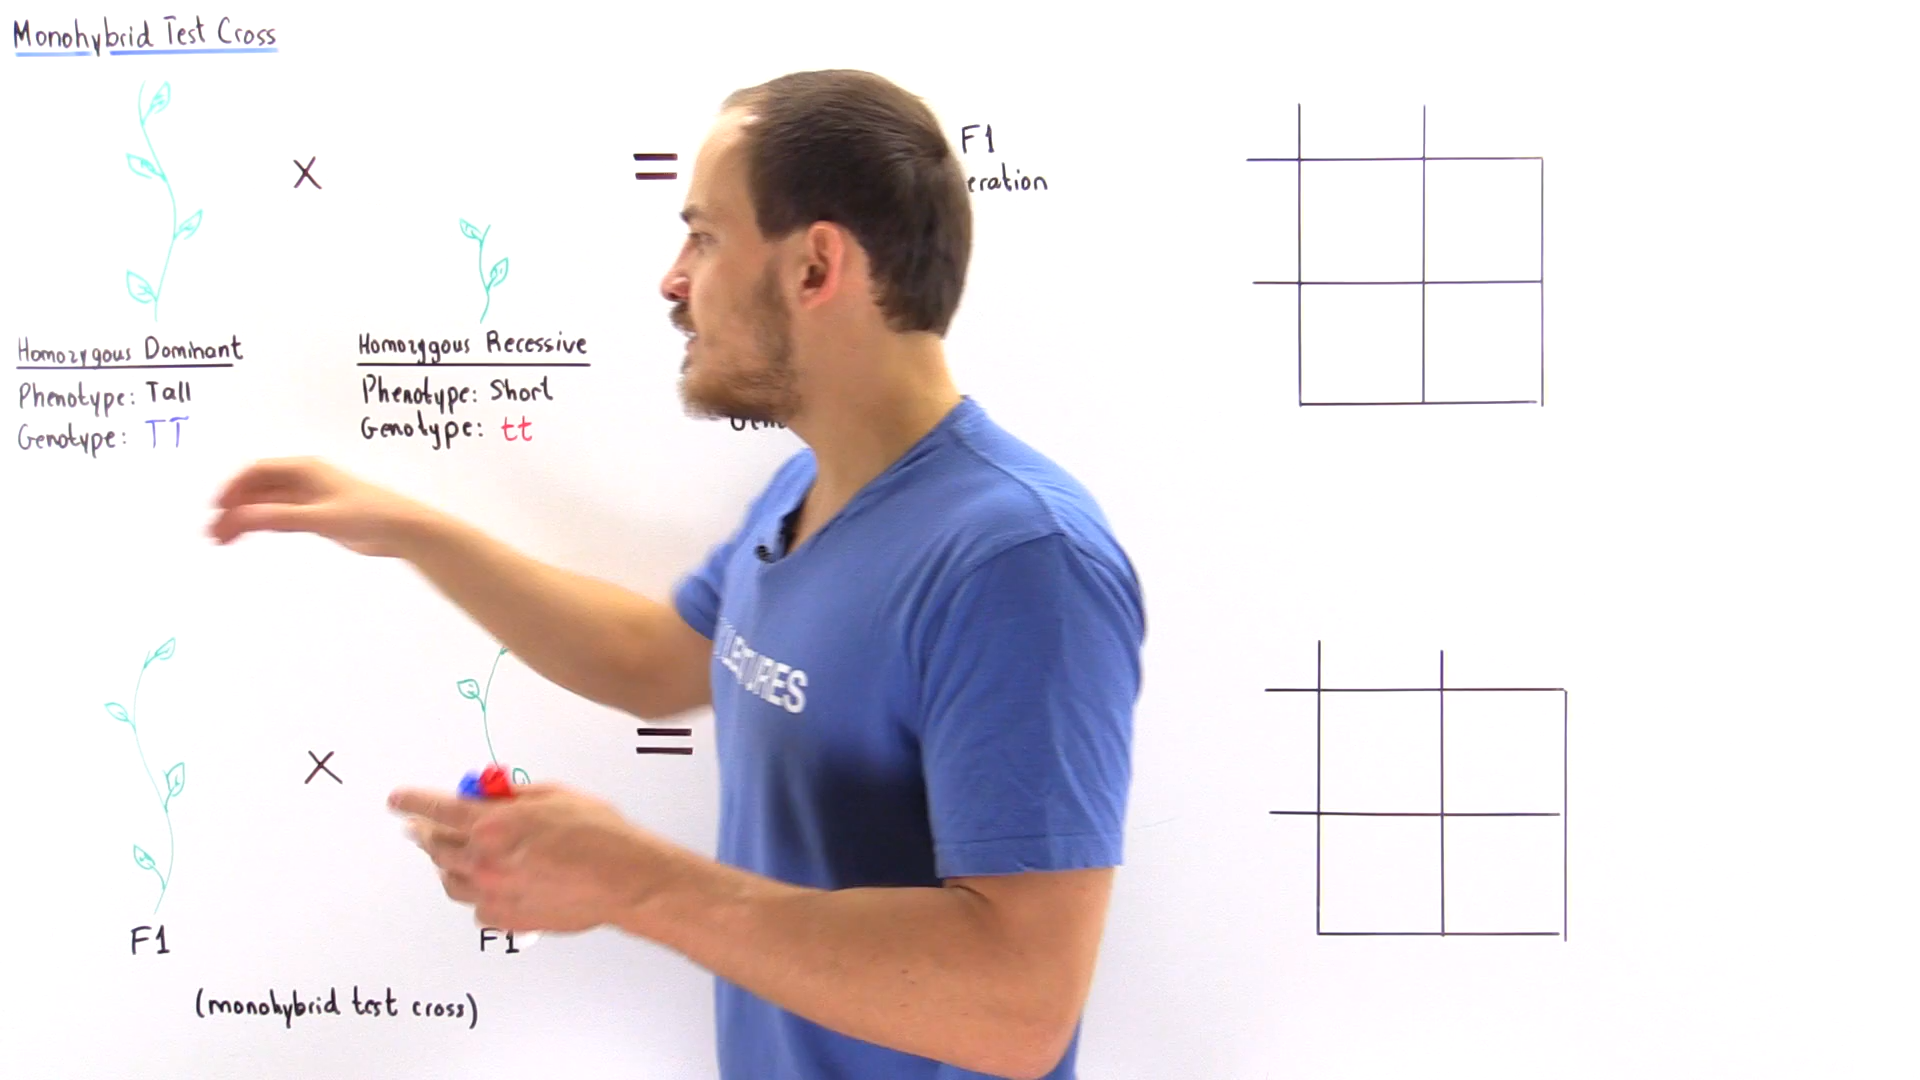 Monohybrid Test Cross
X
=
F1
eration
Homozygous Dominant
Phenotype: Tall
Genotype: TT
Homozygous Recessive
Phenotype: Short
Genotype: tt
X
=
F1
F1
(monohybrid test cross)